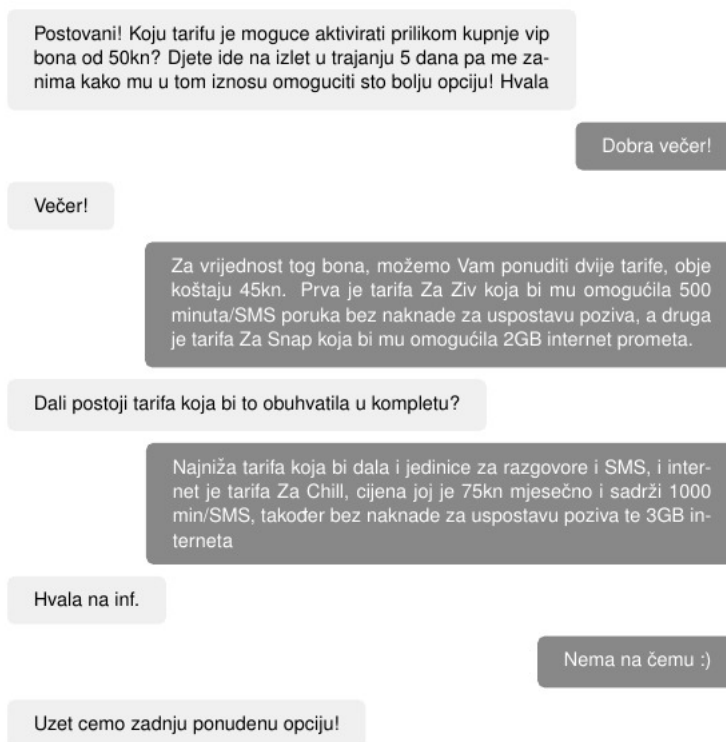 Postovani! Koju tarifu je moguce aktivirati prilikom kupnje vip
bona od 50kn? Djete ide na izlet u trajanju 5 dana pa me za-
nima kako mu u tom iznosu omoguciti sto bolju opciju! Hvala
Dobra večer!
Večer!
Za vrijednost tog bona, možemo Vam ponuditi dvije tarife, obje
koštaju 45kn. Prva je tarifa Za Ziv koja bi mu omogućila 500
minuta/SMS poruka bez naknade za uspostavu poziva, a druga
je tarifa Za Snap koja bi mu omogućila 2GB internet prometa.
Dali postoji tarifa koja bi to obuhvatila u kompletu?
Najniža tarifa koja bi dala i jedinice za razgovore i SMS, i inter-
net je tarifa Za Chill, cijena joj je 75kn mjesečno i sadrži 1000
min/SMS, također bez naknade za uspostavu poziva te 3GB in-
terneta
Hvala na inf.
Nema na čemu :)
Uzet cemo zadnju ponudenu opciju!